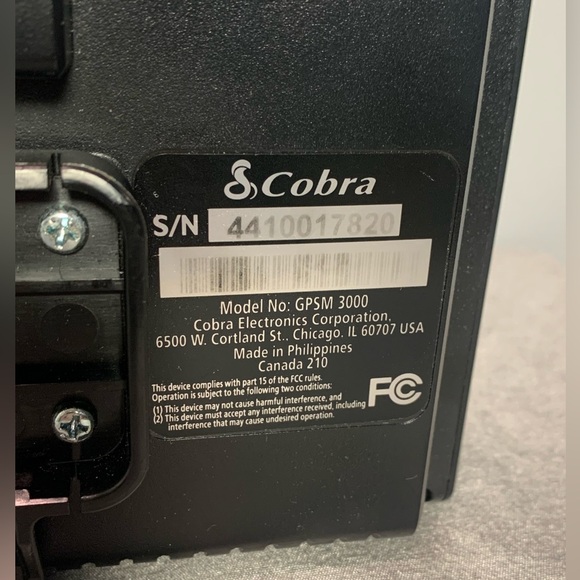 Cobra
S/N 4410017820
Model No: GPSM 3000
Cobra Electronics Corporation.
6500 W. Cortland St.. Chicago. IL 60707 USA
Made in Philippines
Canada 210
This device complies with part 15 of the FCC rules.
Operation is subject to the following two conditions:
(1) This device may not cause harmful interference, and
(2) This device must accept any interference received, including
interference that may cause undesired operation.
FC